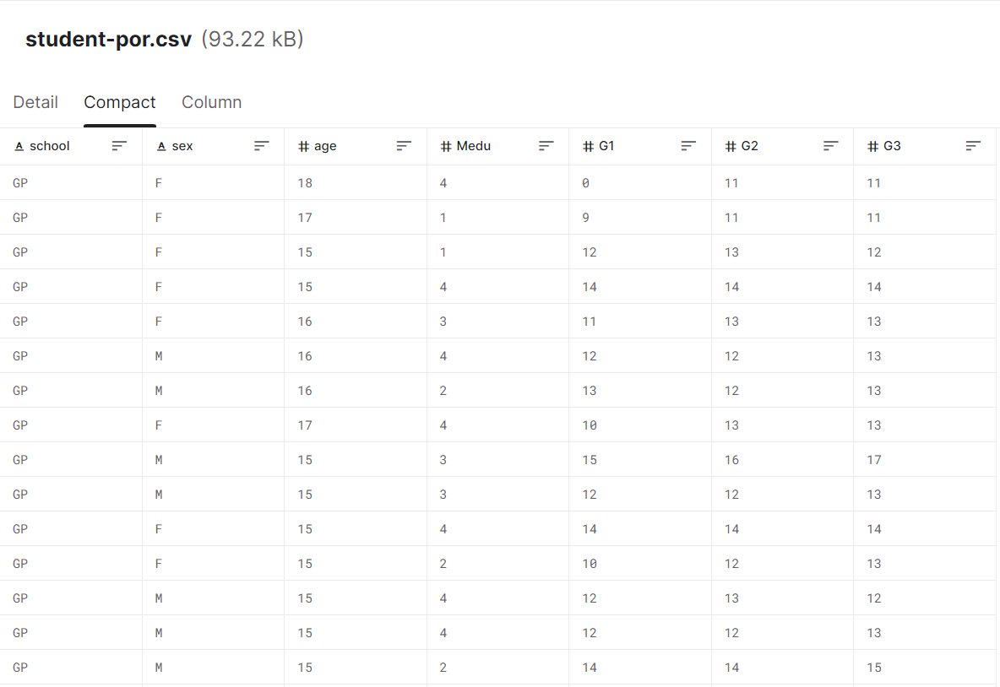 student-por.csv (93.22 kB)
Detail Compact Column
A school A sex # age # Medu # G1 # G2 # G3
GP F 18 4 0 11 11
GP F 17 1 9 11 11
GP F 15 1 12 13 12
GP F 15 4 14 14 14
GP F 16 3 11 13 13
GP M 16 4 12 12 13
GP M 16 2 13 12 13
GP F 17 4 10 13 13
GP M 15 3 15 16 17
GP M 15 3 12 12 13
GP F 15 4 14 14 14
GP F 15 2 10 12 13
GP M 15 4 12 13 12
GP M 15 4 12 12 13
GP M 15 2 14 14 15